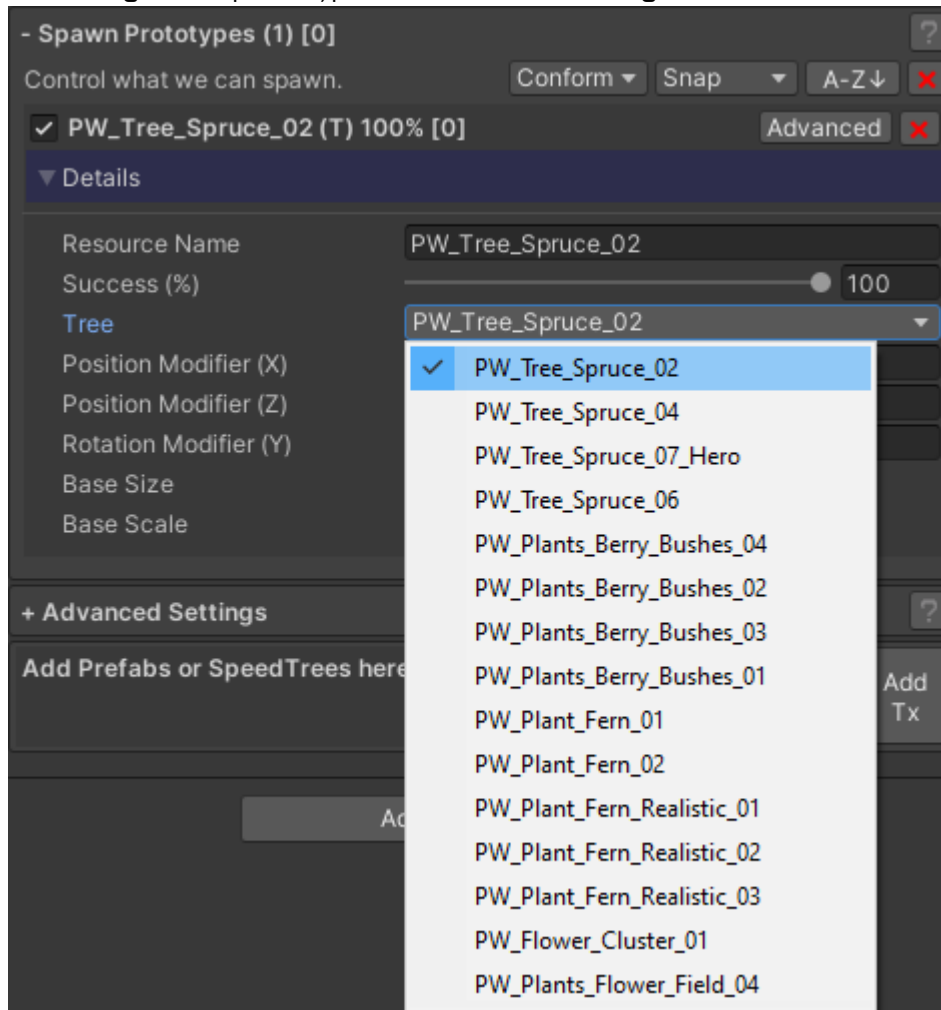 - Spawn Prototypes (1) [0] ?
Control what we can spawn. Conform Snap A-Z↓
PW_Tree_Spruce_02 (T) 100% [0] Advanced
Details
Resource Name PW_Tree_Spruce_02
Success (%) 100
Tree PW_Tree_Spruce_02
Position Modifier (X)
Position Modifier (Z)
Rotation Modifier (Y)
Base Size
Base Scale
PW_Tree_Spruce_02
PW_Tree_Spruce_04
PW_Tree_Spruce_07_Hero
PW_Tree_Spruce_06
PW_Plants_Berry_Bushes_04
PW_Plants_Berry_Bushes_02
PW_Plants_Berry_Bushes_03
PW_Plants_Berry_Bushes_01
PW_Plant_Fern_01
PW_Plant_Fern_02
PW_Plant_Fern_Realistic_01
PW_Plant_Fern_Realistic_02
PW_Plant_Fern_Realistic_03
PW_Flower_Cluster_01
PW_Plants_Flower_Field_04
+ Advanced Settings ?
Add Prefabs or SpeedTrees here
Add
Tx